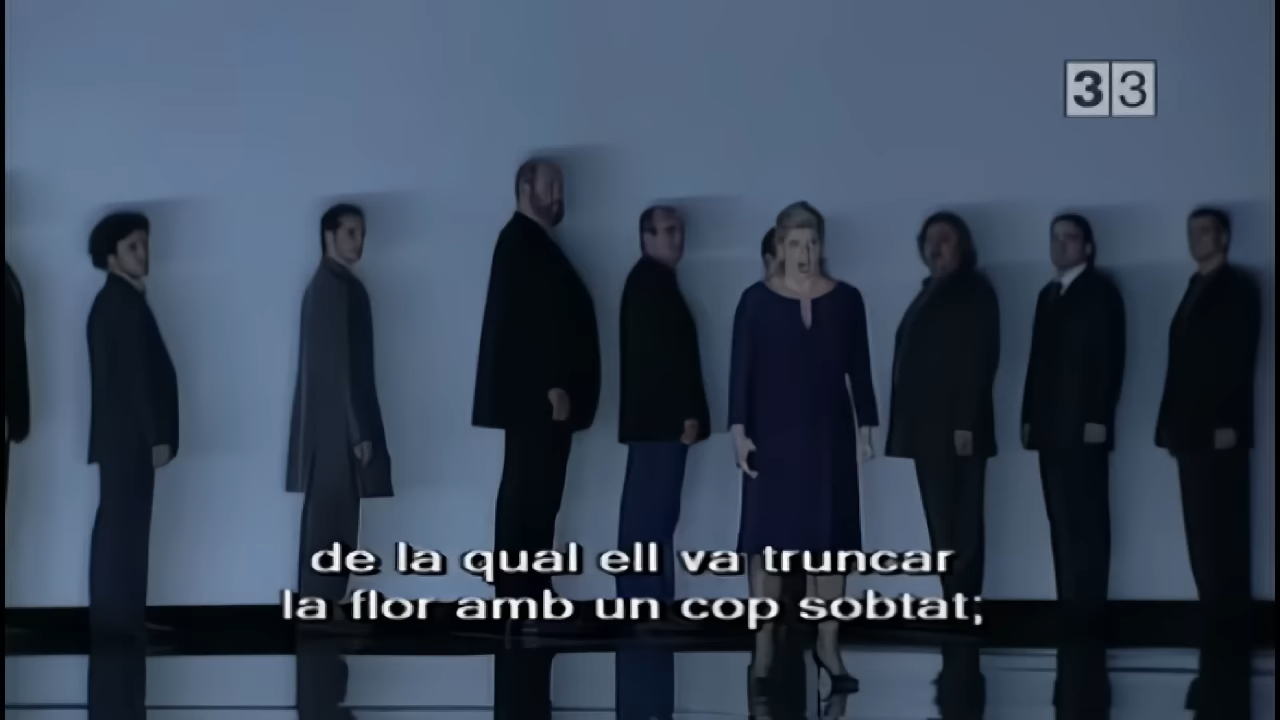 33
de la qual ell va truncar
la flor amb un cop sobtat;